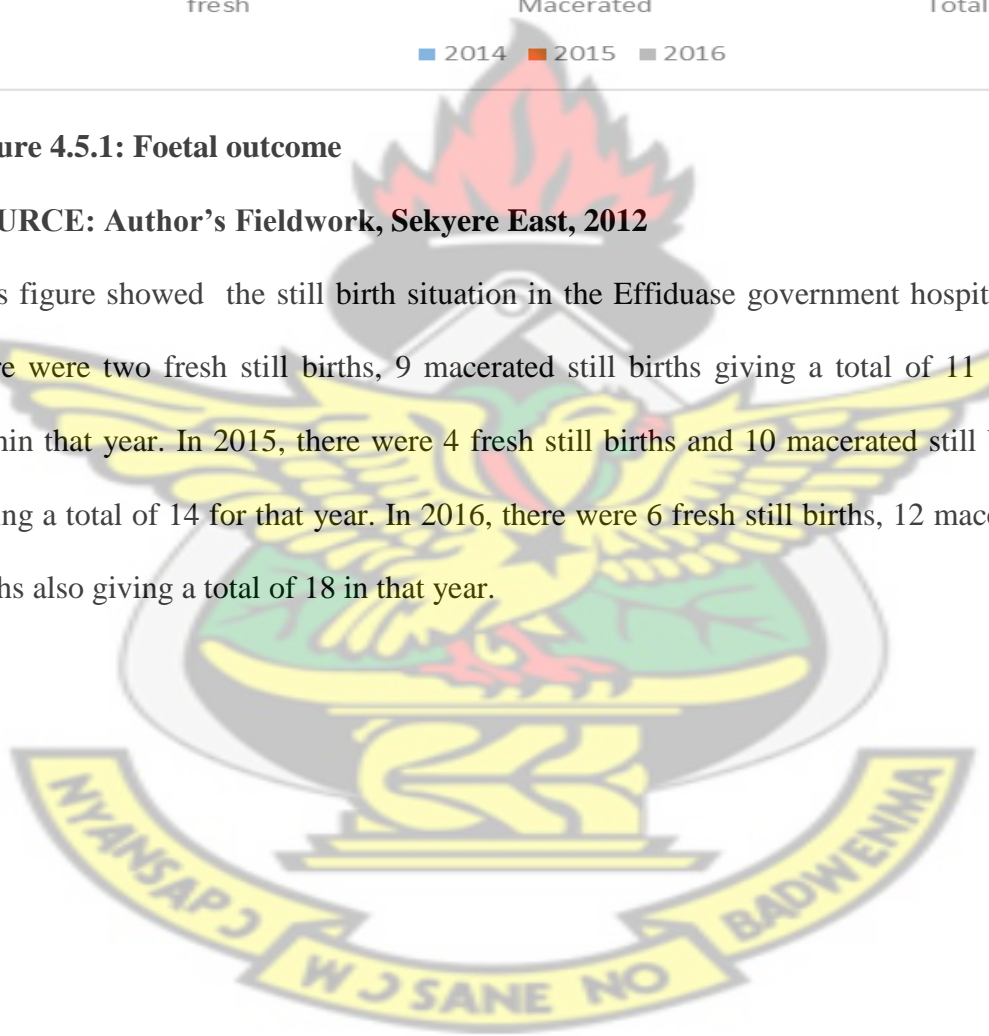 fresh Macerated Total
2014 2015 2016
ure 4.5.1: Foetal outcome
URCE: Author's Fieldwork, Sekyere East, 2012
s figure showed the still birth situation in the Effiduase government hospit
re were two fresh still births, 9 macerated still births giving a total of 11
hin that year. In 2015, there were 4 fresh still births and 10 macerated still
ing a total of 14 for that year. In 2016, there were 6 fresh still births, 12 mace
hs also giving a total of 18 in that year.
NYANSAPƆ WƆSANE NO BADWENMA